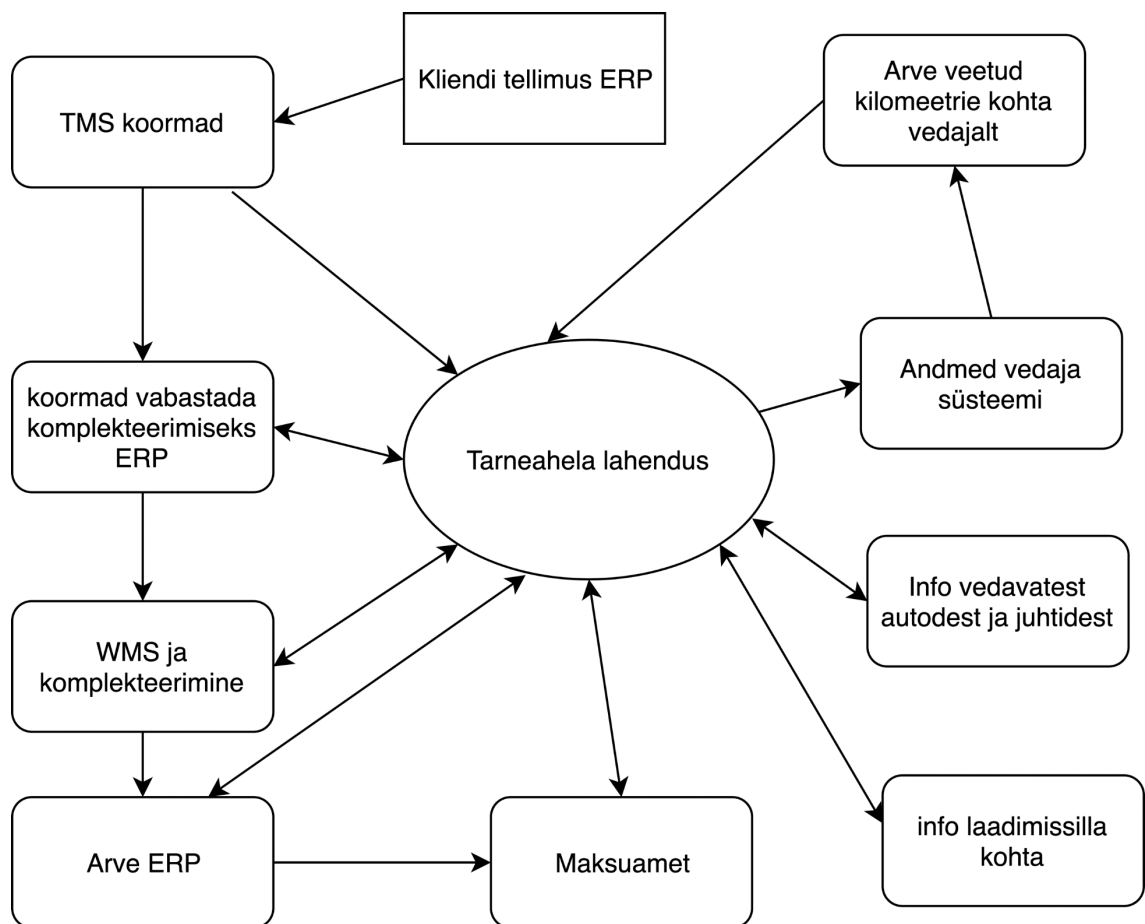 Kliendi tellimus ERP
TMS koormad
Arve veetud
kilomeetrie kohta
vedajalt
Andmed vedaja
süsteemi
koormad vabastada
komplekteerimiseks
ERP
Tarneahela lahendus
Info vedavatest
autodest ja juhtidest
WMS ja
komplekteerimine
info laadimissilla
kohta
Arve ERP
Maksuamet